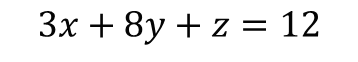 3x + 8y + z = 12